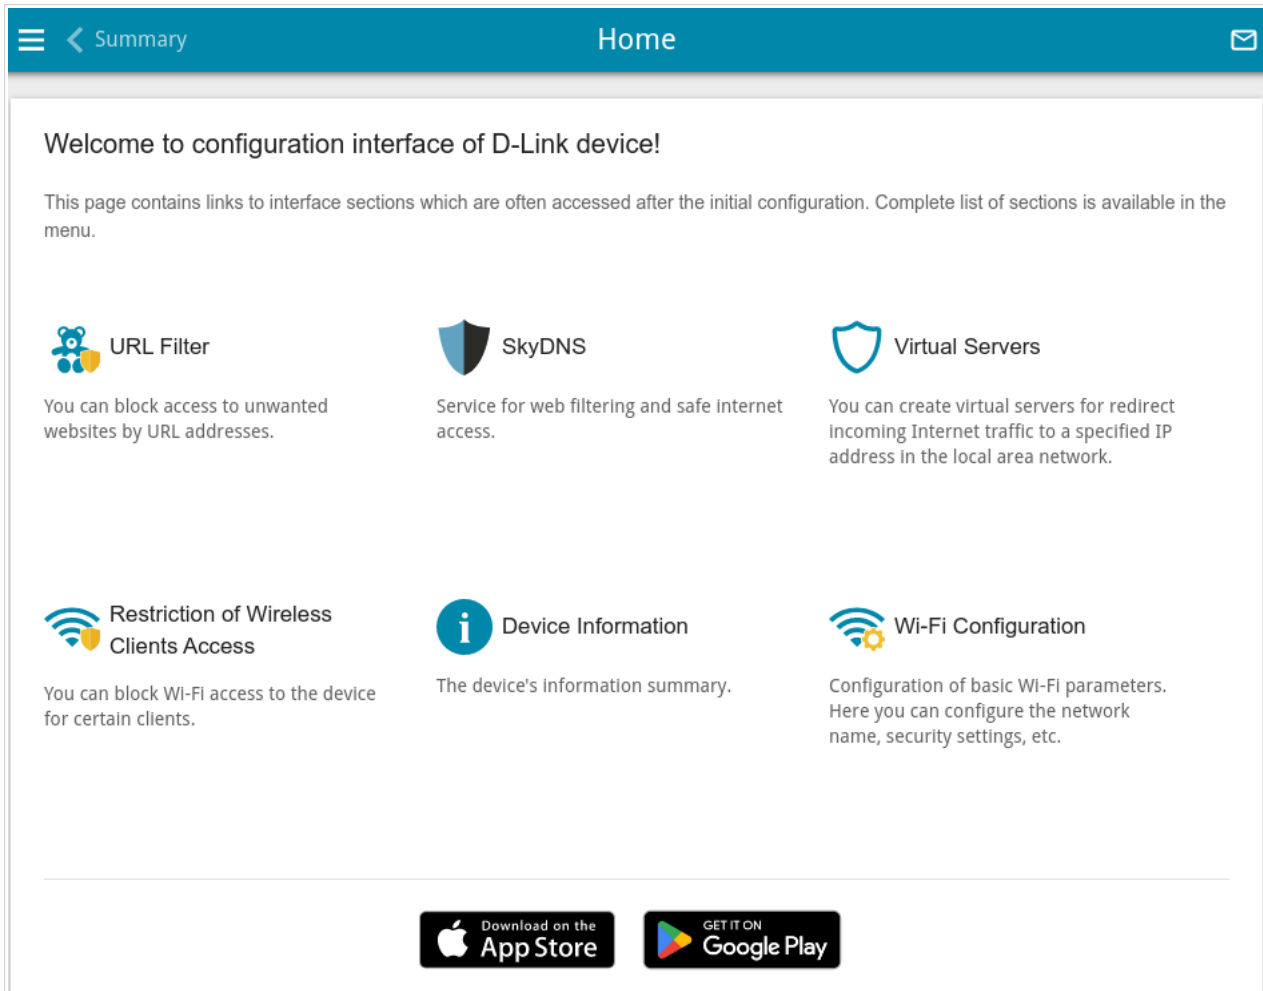 Summary
Home
Welcome to configuration interface of D-Link device!
This page contains links to interface sections which are often accessed after the initial configuration. Complete list of sections is available in the
menu.
URL Filter
You can block access to unwanted
websites by URL addresses.
SkyDNS
Service for web filtering and safe internet
access.
Virtual Servers
You can create virtual servers for redirect
incoming Internet traffic to a specified IP
address in the local area network.
Restriction of Wireless
Clients Access
You can block Wi-Fi access to the device
for certain clients.
Device Information
The device's information summary.
Wi-Fi Configuration
Configuration of basic Wi-Fi parameters.
Here you can configure the network
name, security settings, etc.
Download on the
App Store
GET IT ON
Google Play